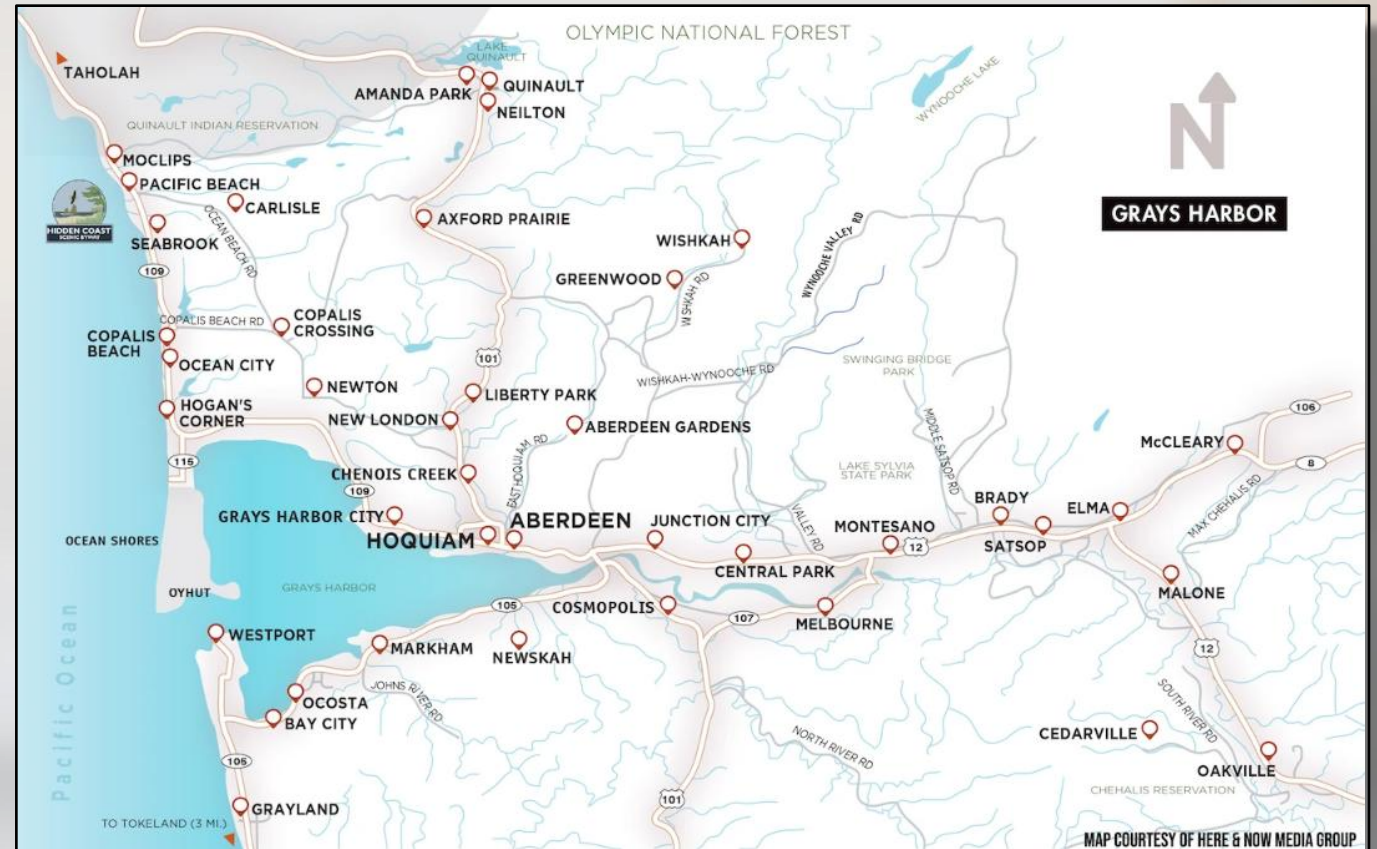 OLYMPIC NATIONAL FOREST
LAKE
QUINAULT
TAHOLAH
AMANDA PARK
QUINAULT
NEILTON
WYNOOCHE LAKE
N
QUINAULT INDIAN RESERVATION
MOCLIPS
PACIFIC BEACH
CARLISLE
HIDDEN COAST
SCENIC BYWAY
SEABROOK
OCEAN BEACH RD
AXFORD PRAIRIE
WISHKAH
GREENWOOD
WISHKAH RD
WYNOOCHE VALLEY RD
GRAYS HARBOR
109
COPALIS BEACH RD
COPALIS
CROSSING
COPALIS
BEACH
OCEAN CITY
101
NEWTON
LIBERTY PARK
WISHKAH-WYNOOCHE RD
SWINGING BRIDGE
PARK
HOGAN'S
CORNER
NEW LONDON
ABERDEEN GARDENS
EAST HOQUIAM RD
MIDDLE SATSOP RD
106
McCLEARY
8
115
CHENOIS CREEK
LAKE SYLVIA
STATE PARK
MAX CHEHALIS RD
109
GRAYS HARBOR CITY
HOQUIAM
ABERDEEN
JUNCTION CITY
VALLEY RD
MONTESANO
12
BRADY
SATSOP
ELMA
OCEAN SHORES
CENTRAL PARK
MALONE
OYHUT
GRAYS HARBOR
105
COSMOPOLIS
107
MELBOURNE
WESTPORT
MARKHAM
NEWSKAH
12
Pacific Ocean
OCOSTA
BAY CITY
JOHNS RIVER RD
NORTH RIVER RD
SOUTH RIVER RD
CEDARVILLE
OAKVILLE
105
101
CHEHALIS RESERVATION
GRAYLAND
TO TOKELAND (3 MI.)
MAP COURTESY OF HERE & NOW MEDIA GROUP